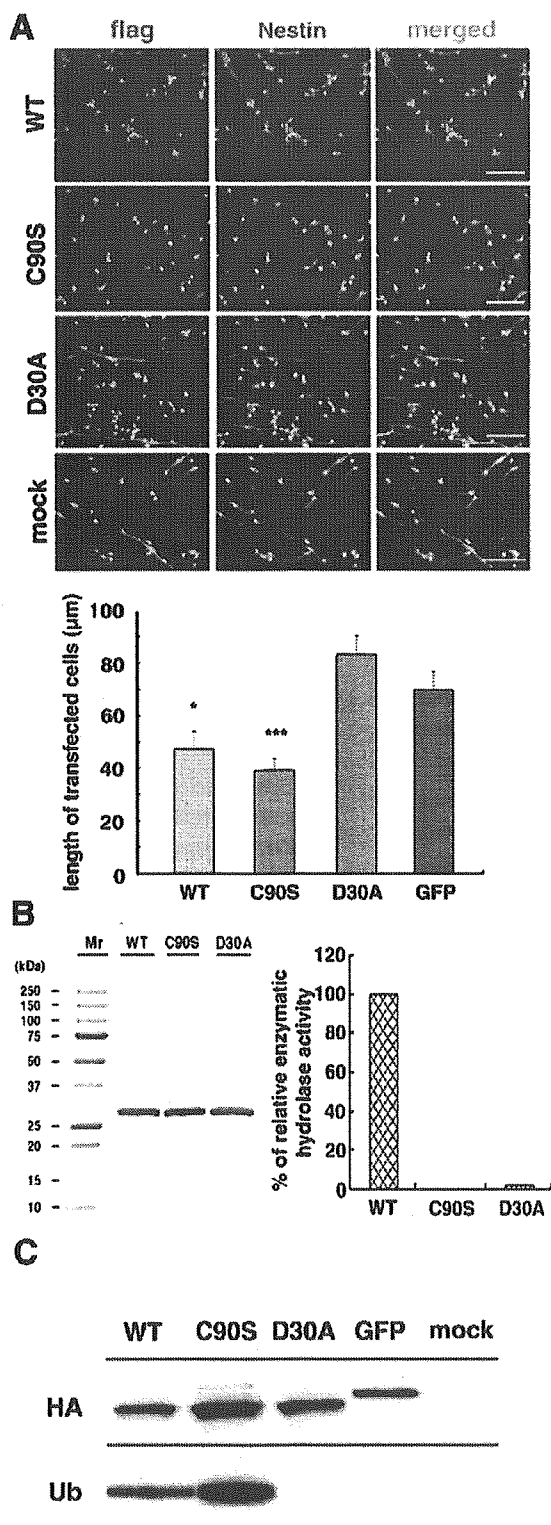 A
flag Nestin merged
WT
C90S
D30A
mock
length of transfected cells (μm)
100
80
60
40
20
0
* ***
WT C90S D30A GFP
B
Mr WT C90S D30A
(kDa)
250
150
100
75
50
37
25
20
15
10
% of relative enzymatic
hydrolase activity
120
100
80
60
40
20
0
WT C90S D30A
C
WT C90S D30A GFP mock
HA
Ub